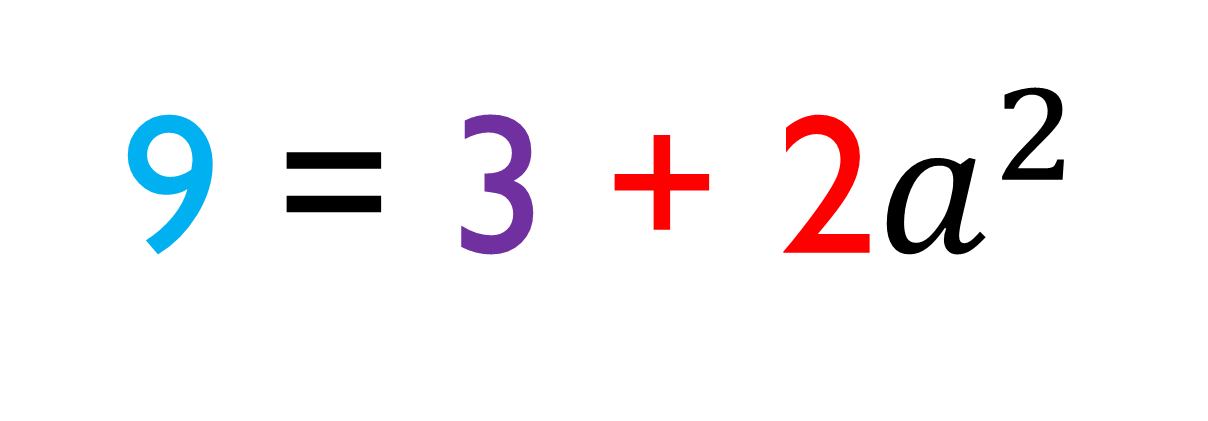 9 = 3 + 2𝑎²